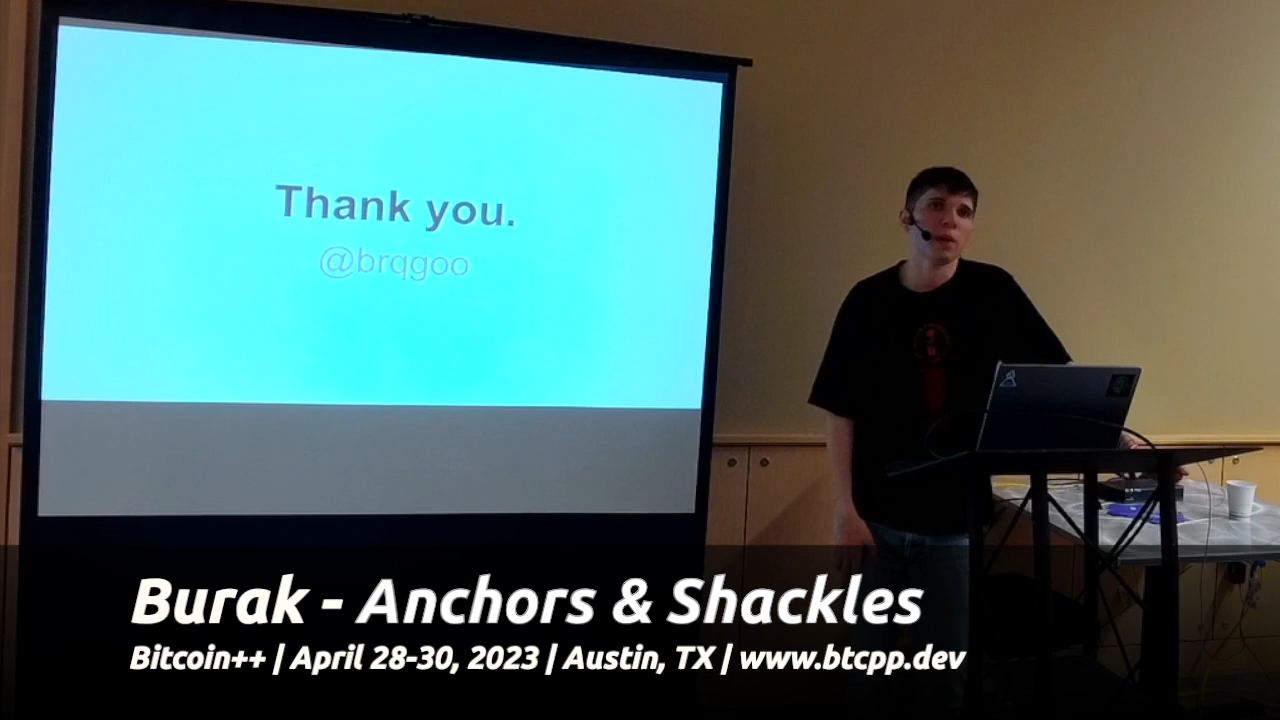 Thank you.
@brqgoo
Burak - Anchors & Shackles
Bitcoin++ | April 28-30, 2023 | Austin, TX | www.btcpp.dev